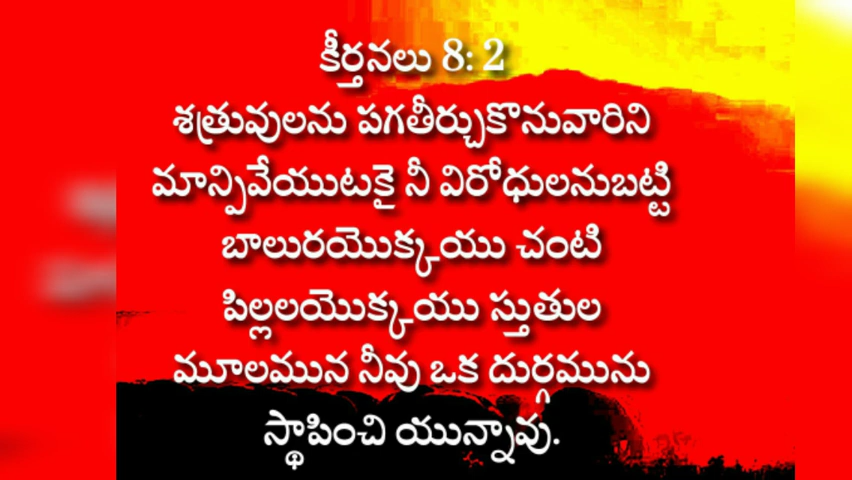 కీర్తనలు 8: 2
శత్రువులను పగతీర్చుకొనువారిని
మాన్పివేయుటకై నీ విరోధులనుబట్టి
బాలురయొక్కయు చంటి
పిల్లలయొక్కయు స్తుతుల
మూలమున నీవు ఒక దుర్గమును
స్థాపించి యున్నావు.